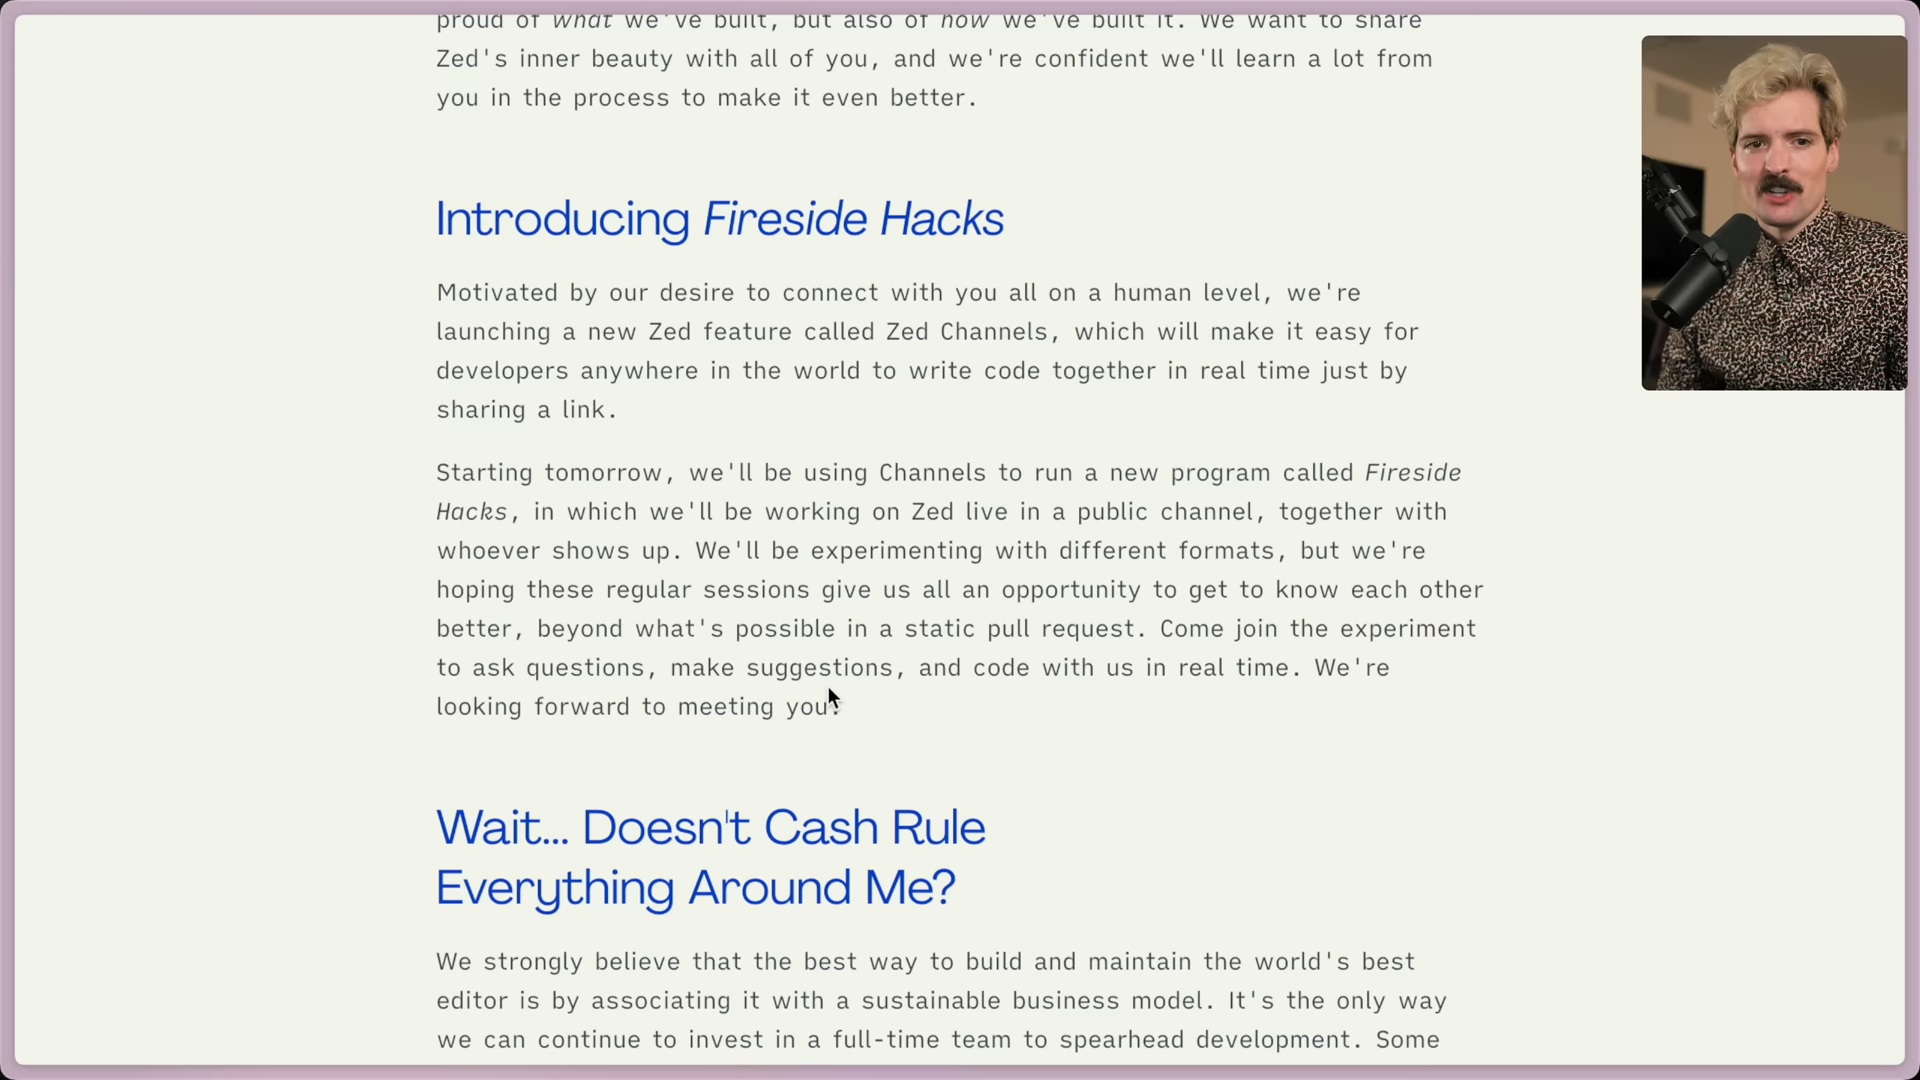 proud of what we've built, but also of how we've built it. We want to share
Zed's inner beauty with all of you, and we're confident we'll learn a lot from
you in the process to make it even better.
Introducing Fireside Hacks
Motivated by our desire to connect with you all on a human level, we're
launching a new Zed feature called Zed Channels, which will make it easy for
developers anywhere in the world to write code together in real time just by
sharing a link.
Starting tomorrow, we'll be using Channels to run a new program called Fireside
Hacks, in which we'll be working on Zed live in a public channel, together with
whoever shows up. We'll be experimenting with different formats, but we're
hoping these regular sessions give us all an opportunity to get to know each other
better, beyond what's possible in a static pull request. Come join the experiment
to ask questions, make suggestions, and code with us in real time. We're
looking forward to meeting you!
Wait... Doesn't Cash Rule
Everything Around Me?
We strongly believe that the best way to build and maintain the world's best
editor is by associating it with a sustainable business model. It's the only way
we can continue to invest in a full-time team to spearhead development. Some